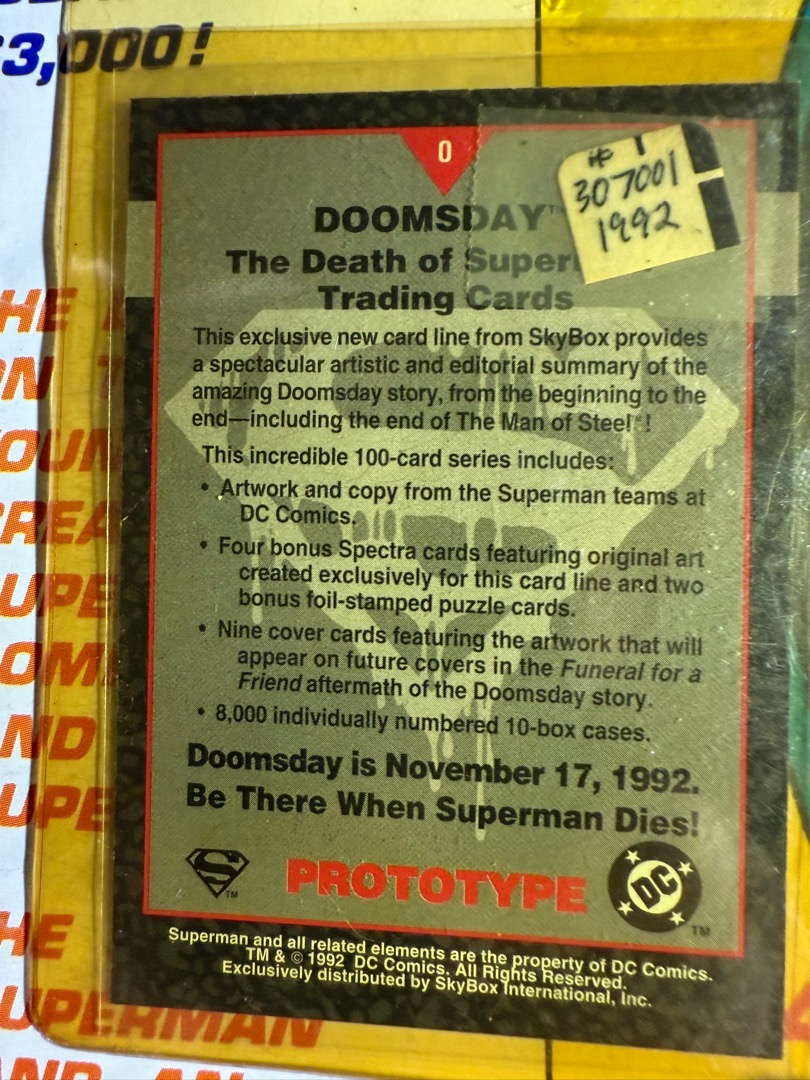 3,000!
0
# 1
307001
1992
DOOMSDAY™
The Death of
Trading Cards
This exclusive new card line from SkyBox provides
a spectacular artistic and editorial summary of the
amazing Doomsday story, from the beginning to the
end—including the end of The Man of Steel™!
This incredible 100-card series includes:
• Artwork and copy from the Superman teams at
DC Comics.
• Four bonus Spectra cards featuring original art
created exclusively for this card line and two
bonus foil-stamped puzzle cards.
• Nine cover cards featuring the artwork that will
appear on future covers in the Funeral for a
Friend aftermath of the Doomsday story.
• 8,000 individually numbered 10-box cases.
Doomsday is November 17, 1992.
Be There When Superman Dies!
S TM
PROTOTYPE
DC TM
Superman and all related elements are the property of DC Comics.
TM & © 1992 DC Comics. All Rights Reserved.
Exclusively distributed by SkyBox International, Inc.
SUPERMAN